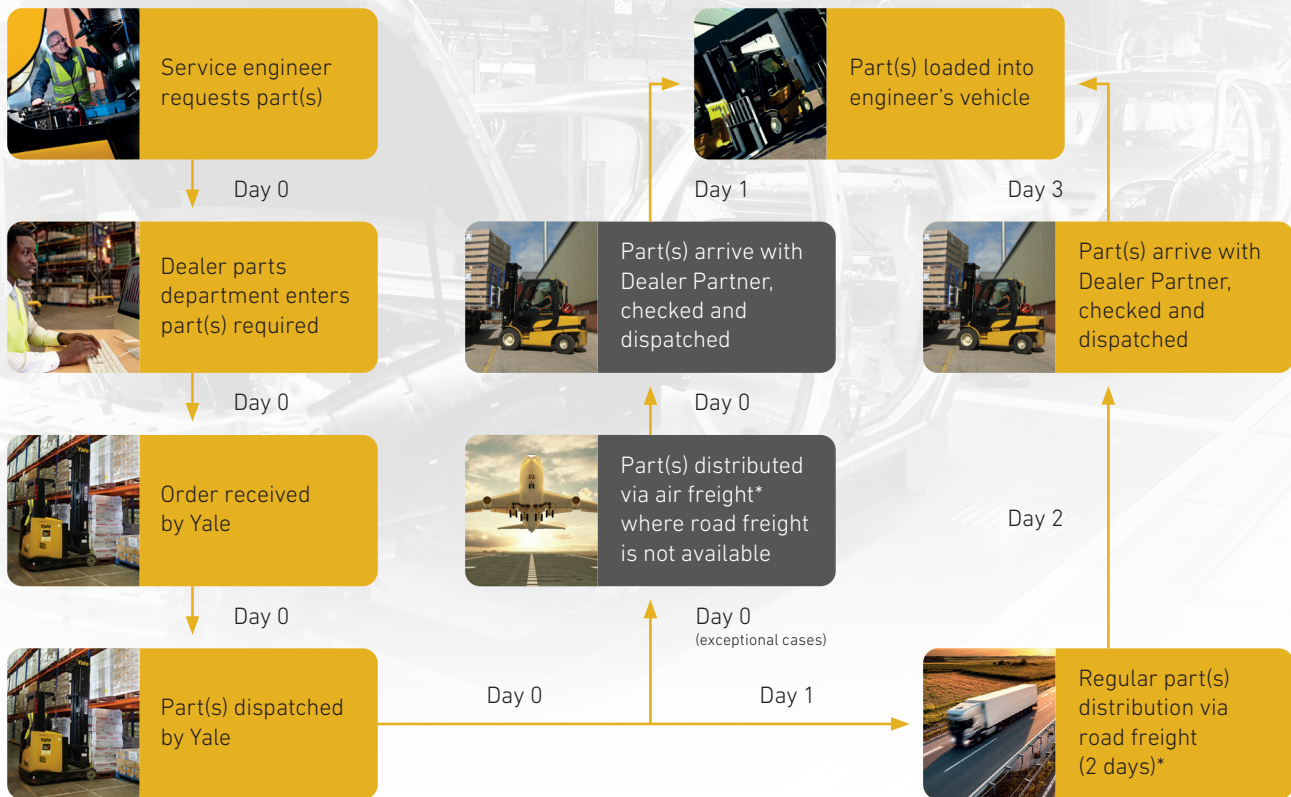 Service engineer
requests part(s)
Day 0
Dealer parts
department enters
part(s) required
Day 0
Order received
by Yale
Day 0
Part(s) dispatched
by Yale
Day 0
Day 0
(exceptional cases)
Part(s) distributed
via air freight*
where road freight
is not available
Day 0
Part(s) arrive with
Dealer Partner,
checked and
dispatched
Day 1
Part(s) loaded into
engineer's vehicle
Day 1
Regular part(s)
distribution via
road freight
(2 days)*
Day 2
Part(s) arrive with
Dealer Partner,
checked and
dispatched
Day 3